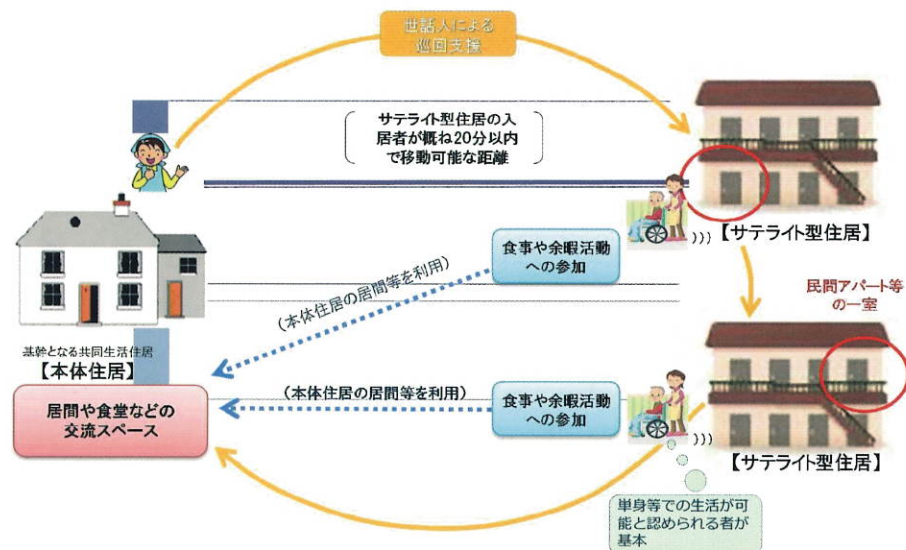 世話人による
巡回支援
サテライト型住居の入
居者が概ね20分以内
で移動可能な距離
【サテライト型住居】
食事や余暇活動
への参加
(本体住居の居間等を利用)
民間アパート等
の一室
基幹となる共同生活住居
【本体住居】
居間や食堂などの
交流スペース
(本体住居の居間等を利用)
食事や余暇活動
への参加
)))
【サテライト型住居】
)))
単身等での生活が可
能と認められる者が
基本